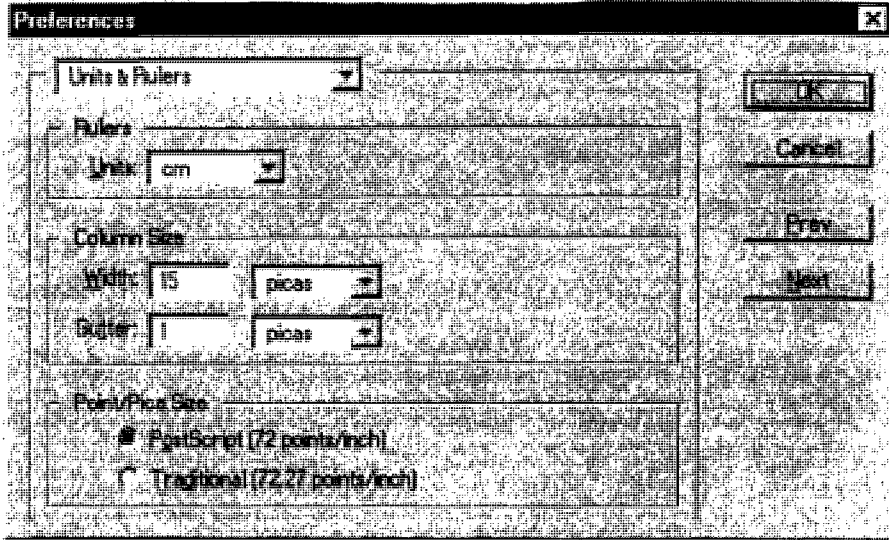 Preferences
Units & Rulers
OK
Rulers
Units: cm
Cancel
Column Size
Prev
Width: 15 picas
Next
Gutter: 1 picas
Point/Pica Size
PostScript (72 points/inch)
Traditional (72.27 points/inch)